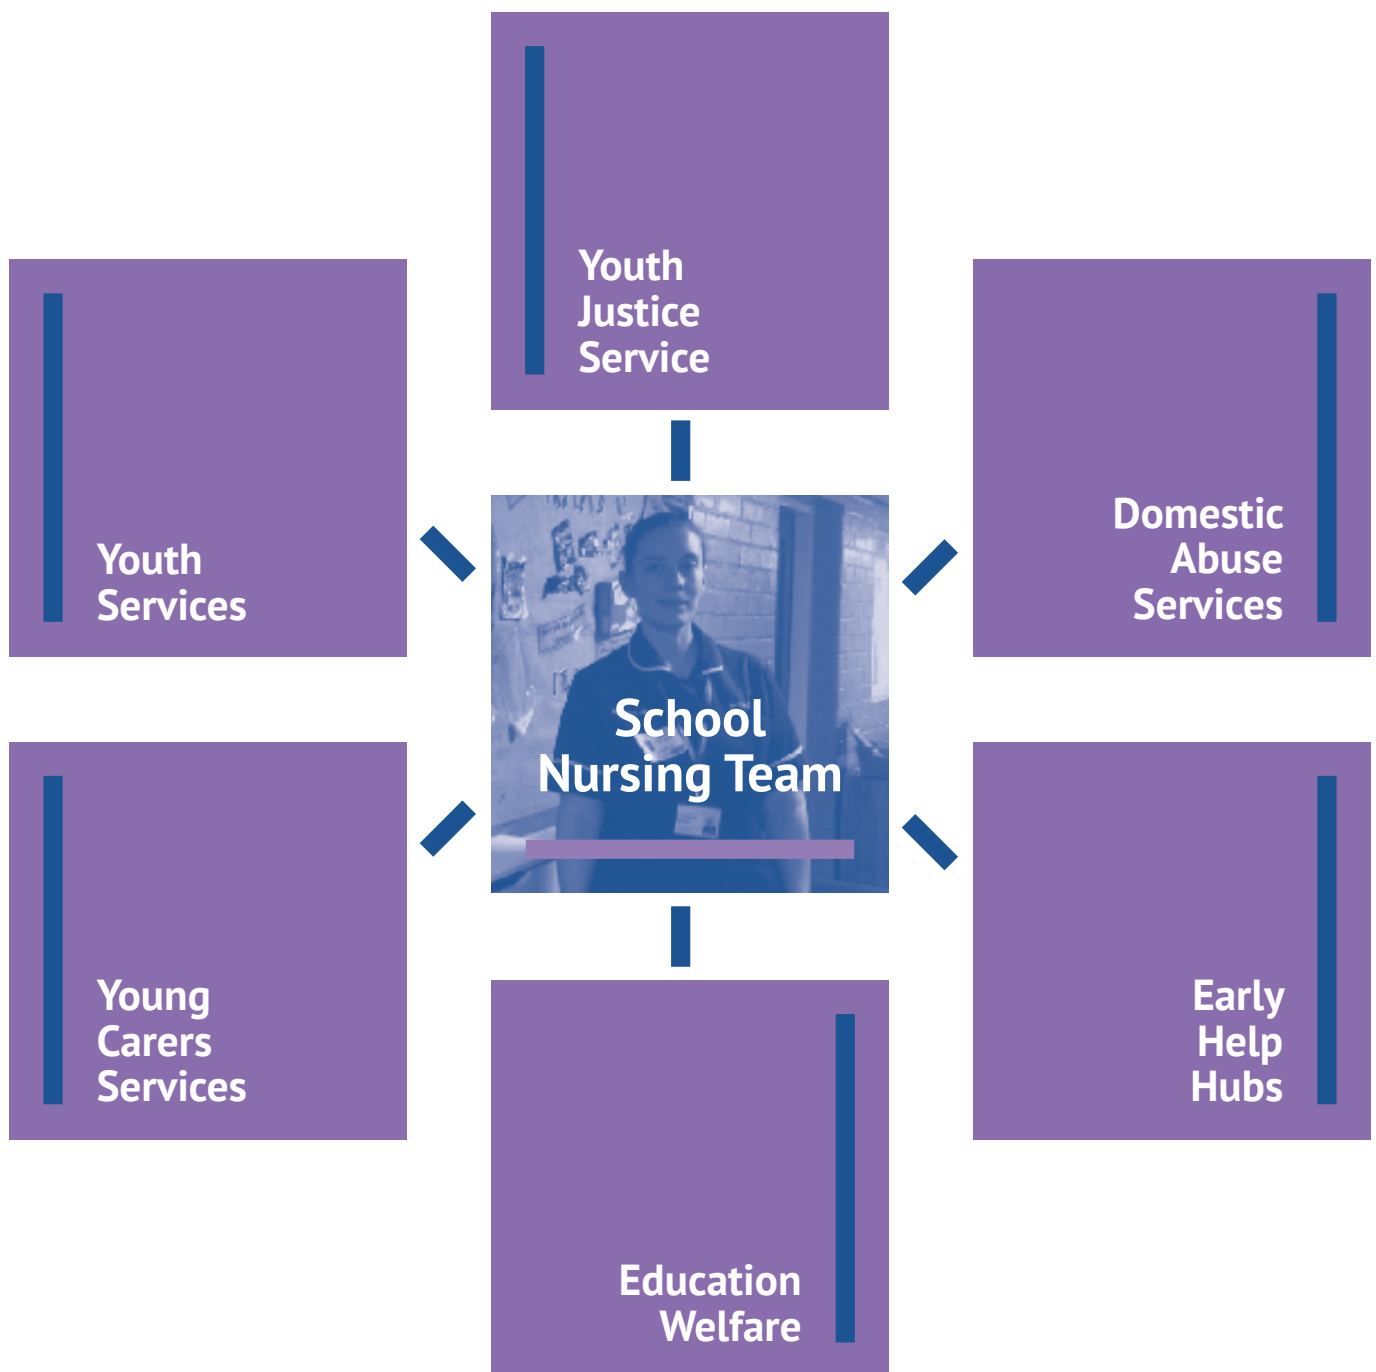 Youth
Justice
Service
Youth
Services
Domestic
Abuse
Services
School
Nursing Team
Young
Carers
Services
Early
Help
Hubs
Education
Welfare